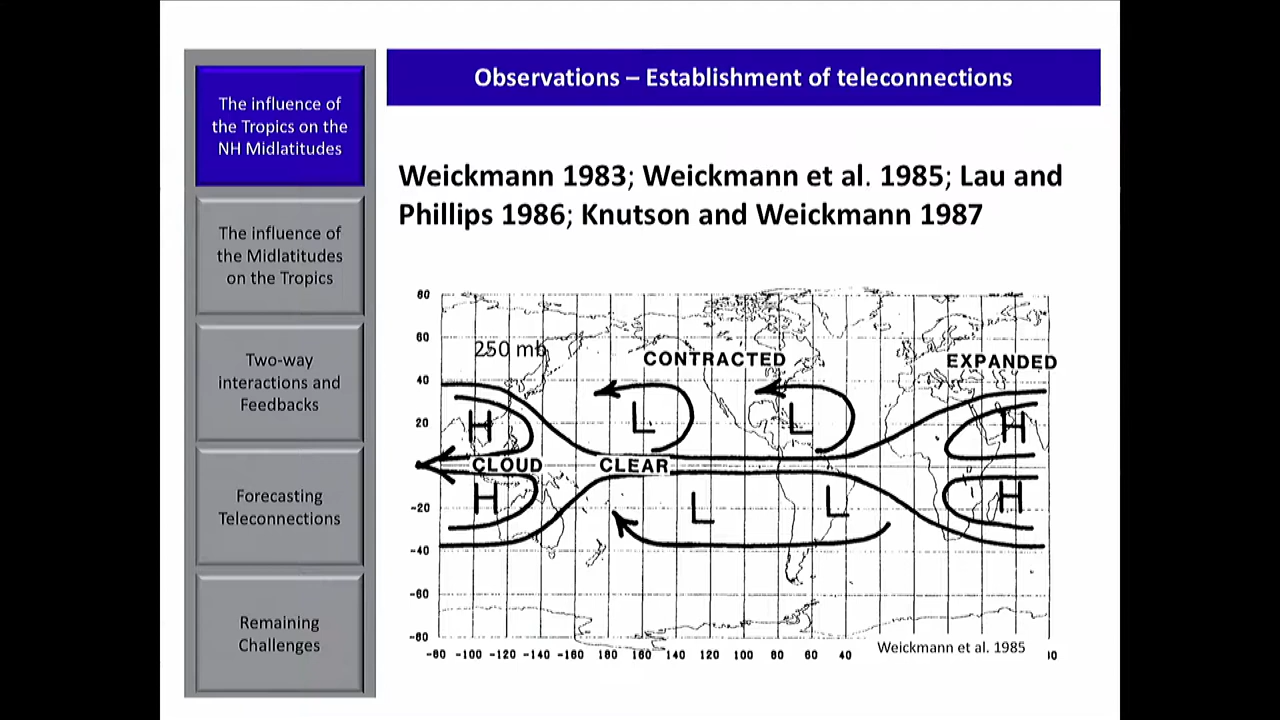 Observations – Establishment of teleconnections
The influence of
the Tropics on the
NH Midlatitudes
The influence of
the Midlatitudes
on the Tropics
Two-way
interactions and
Feedbacks
Forecasting
Teleconnections
Remaining
Challenges
Weickmann 1983; Weickmann et al. 1985; Lau and
Phillips 1986; Knutson and Weickmann 1987
80
60
250 mb
CONTRACTED
EXPANDED
40
H
L
L
H
20
CLOUD
CLEAR
H
L
L
H
-20
-40
-60
-80
-80 -100 -120 -140 -160 180 160 140 120 100 80 60 40
Weickmann et al. 1985